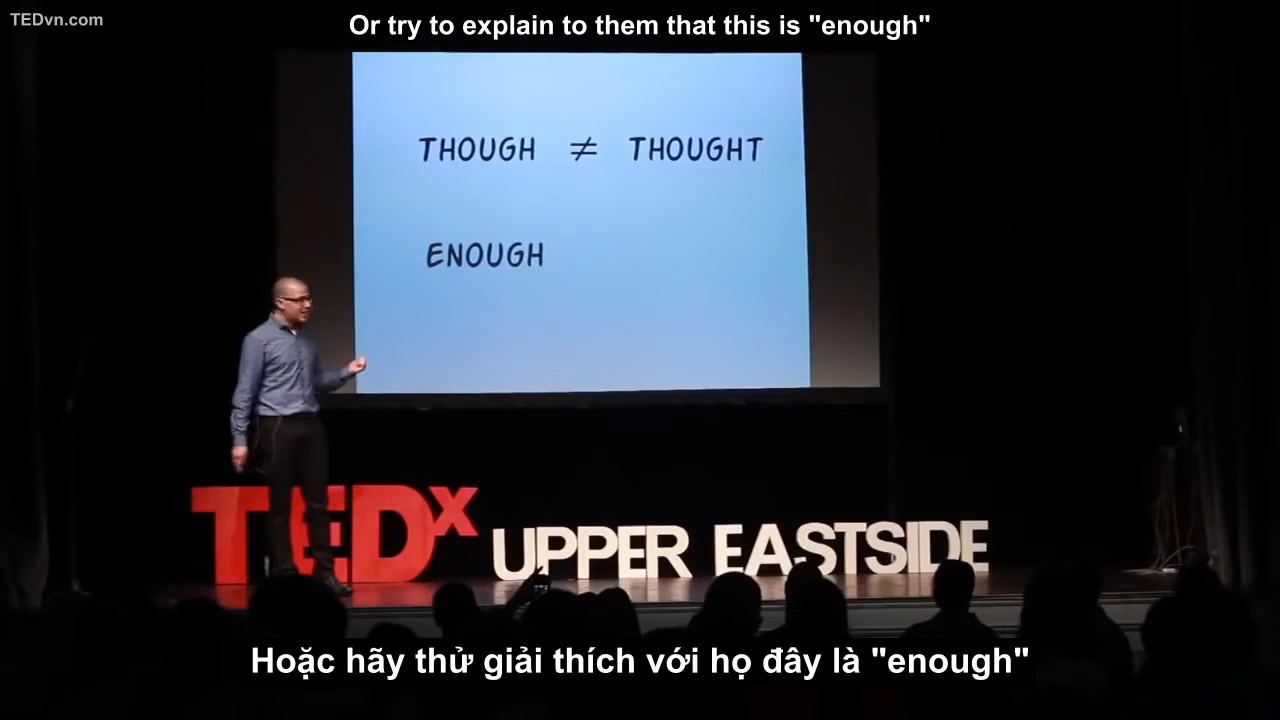 TEDvn.com
Or try to explain to them that this is "enough"
THOUGH ≠ THOUGHT
ENOUGH
TEDx UPPER EASTSIDE
Hoặc hãy thử giải thích với họ đây là "enough"